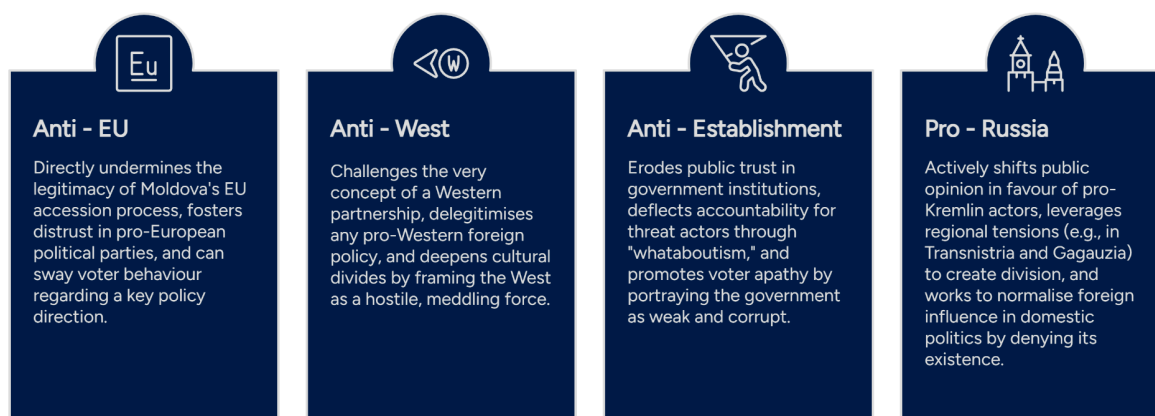 Eu
Anti - EU
Directly undermines the
legitimacy of Moldova's EU
accession process, fosters
distrust in pro-European
political parties, and can
sway voter behaviour
regarding a key policy
direction.
W
Anti - West
Challenges the very
concept of a Western
partnership, delegitimises
any pro-Western foreign
policy, and deepens cultural
divides by framing the West
as a hostile, meddling force.
Anti - Establishment
Erodes public trust in
government institutions,
deflects accountability for
threat actors through
"whataboutism," and
promotes voter apathy by
portraying the government
as weak and corrupt.
Pro - Russia
Actively shifts public
opinion in favour of pro-
Kremlin actors, leverages
regional tensions (e.g., in
Transnistria and Gagauzia)
to create division, and
works to normalise foreign
influence in domestic
politics by denying its
existence.